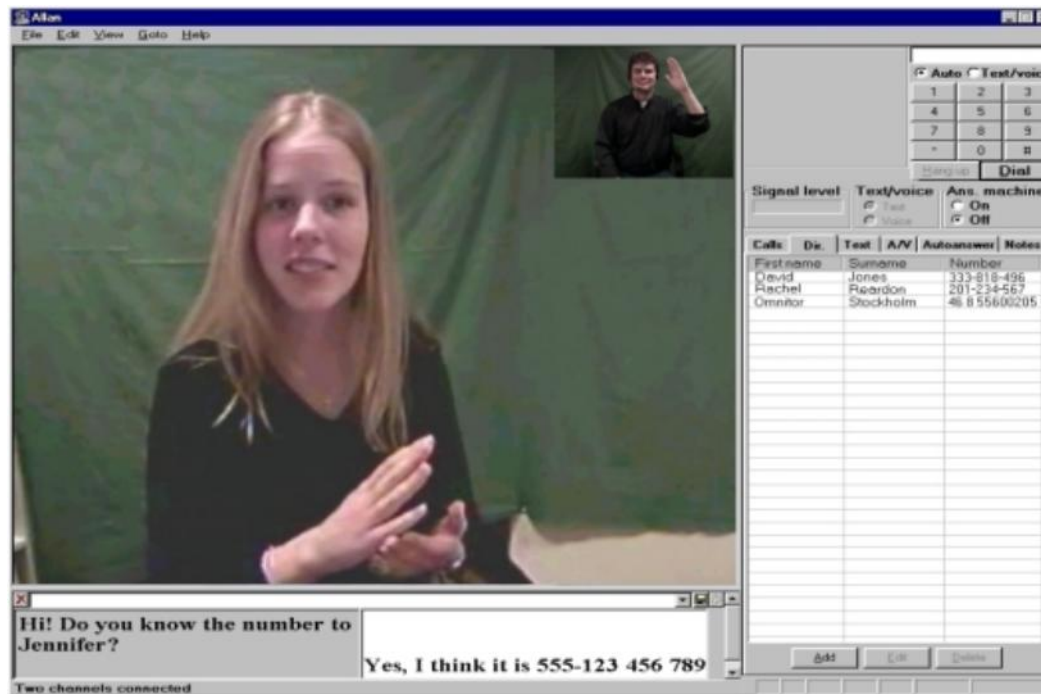 Allan
File Edit View Goto Help
Auto Text/voic
1 2 3
4 5 6
7 8 9
* 0 #
Hang up Dial
Signal level Text/voice Ans. machine
Text On
Voice Off
Calls Dir. Text A/V Autoanswer Notes
First name Surname Number
David Jones 333-818-496
Rachel Reardon 201-234-567
Omnitor Stockholm 46 8 55600205
Hi! Do you know the number to
Jennifer?
Yes, I think it is 555-123 456 789
Add Edit Delete
Two channels connected